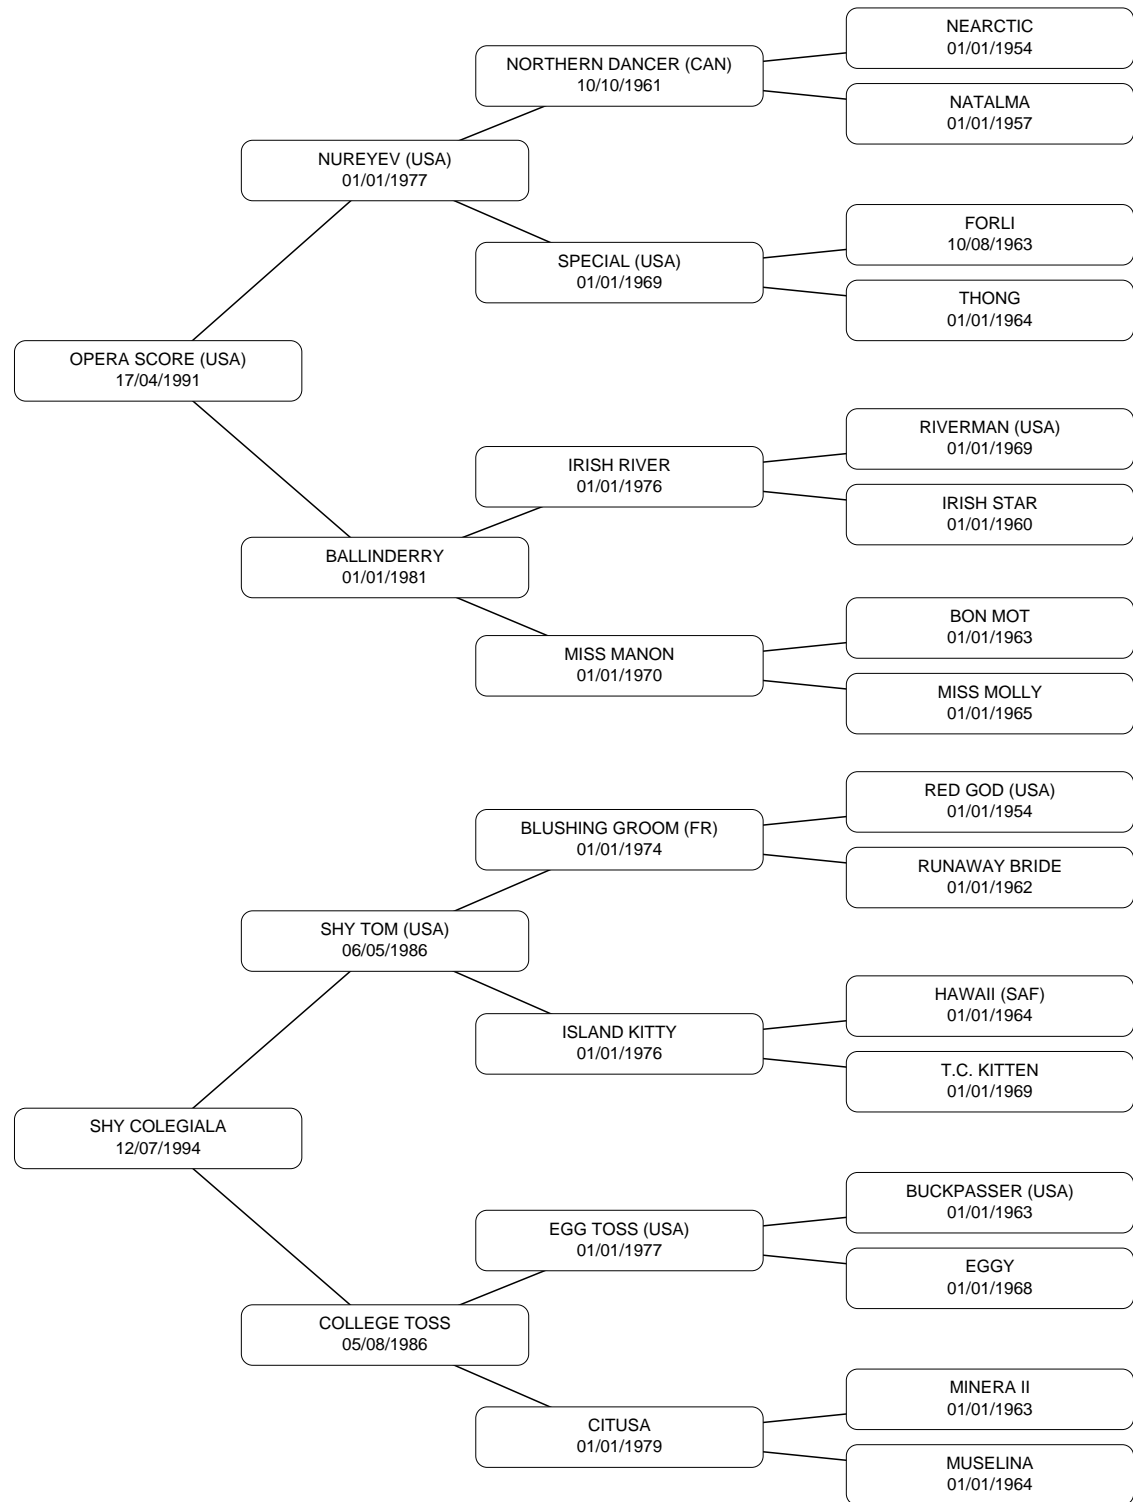 NEARCTIC
01/01/1954
NORTHERN DANCER (CAN)
10/10/1961
NATALMA
01/01/1957
NUREYEV (USA)
01/01/1977
FORLI
10/08/1963
SPECIAL (USA)
01/01/1969
THONG
01/01/1964
OPERA SCORE (USA)
17/04/1991
RIVERMAN (USA)
01/01/1969
IRISH RIVER
01/01/1976
IRISH STAR
01/01/1960
BALLINDERRY
01/01/1981
BON MOT
01/01/1963
MISS MANON
01/01/1970
MISS MOLLY
01/01/1965
RED GOD (USA)
01/01/1954
BLUSHING GROOM (FR)
01/01/1974
RUNAWAY BRIDE
01/01/1962
SHY TOM (USA)
06/05/1986
HAWAII (SAF)
01/01/1964
ISLAND KITTY
01/01/1976
T.C. KITTEN
01/01/1969
SHY COLEGIALA
12/07/1994
BUCKPASSER (USA)
01/01/1963
EGG TOSS (USA)
01/01/1977
EGGY
01/01/1968
COLLEGE TOSS
05/08/1986
MINERA II
01/01/1963
CITUSA
01/01/1979
MUSELINA
01/01/1964